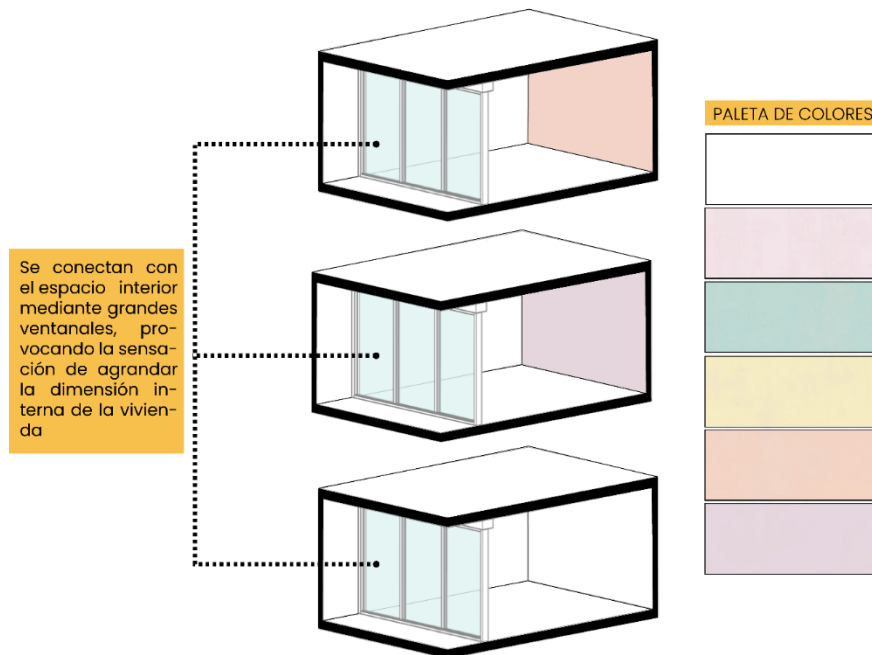 PALETA DE COLORES
Se conectan con
el espacio interior
mediante grandes
ventanales, pro-
vocando la sensa-
ción de agrandar
la dimensión in-
terna de la vivien-
da